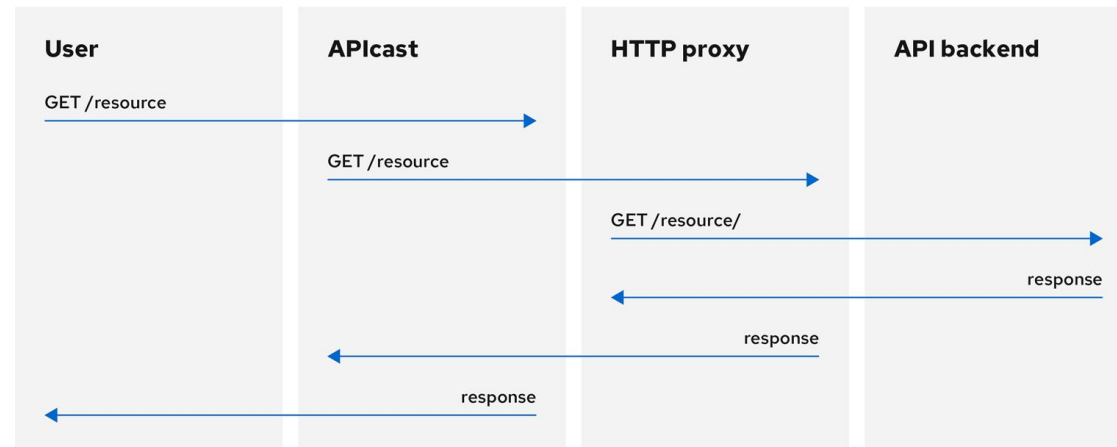 User
APIcast
HTTP proxy
API backend
GET /resource
GET /resource
GET /resource/
response
response
response